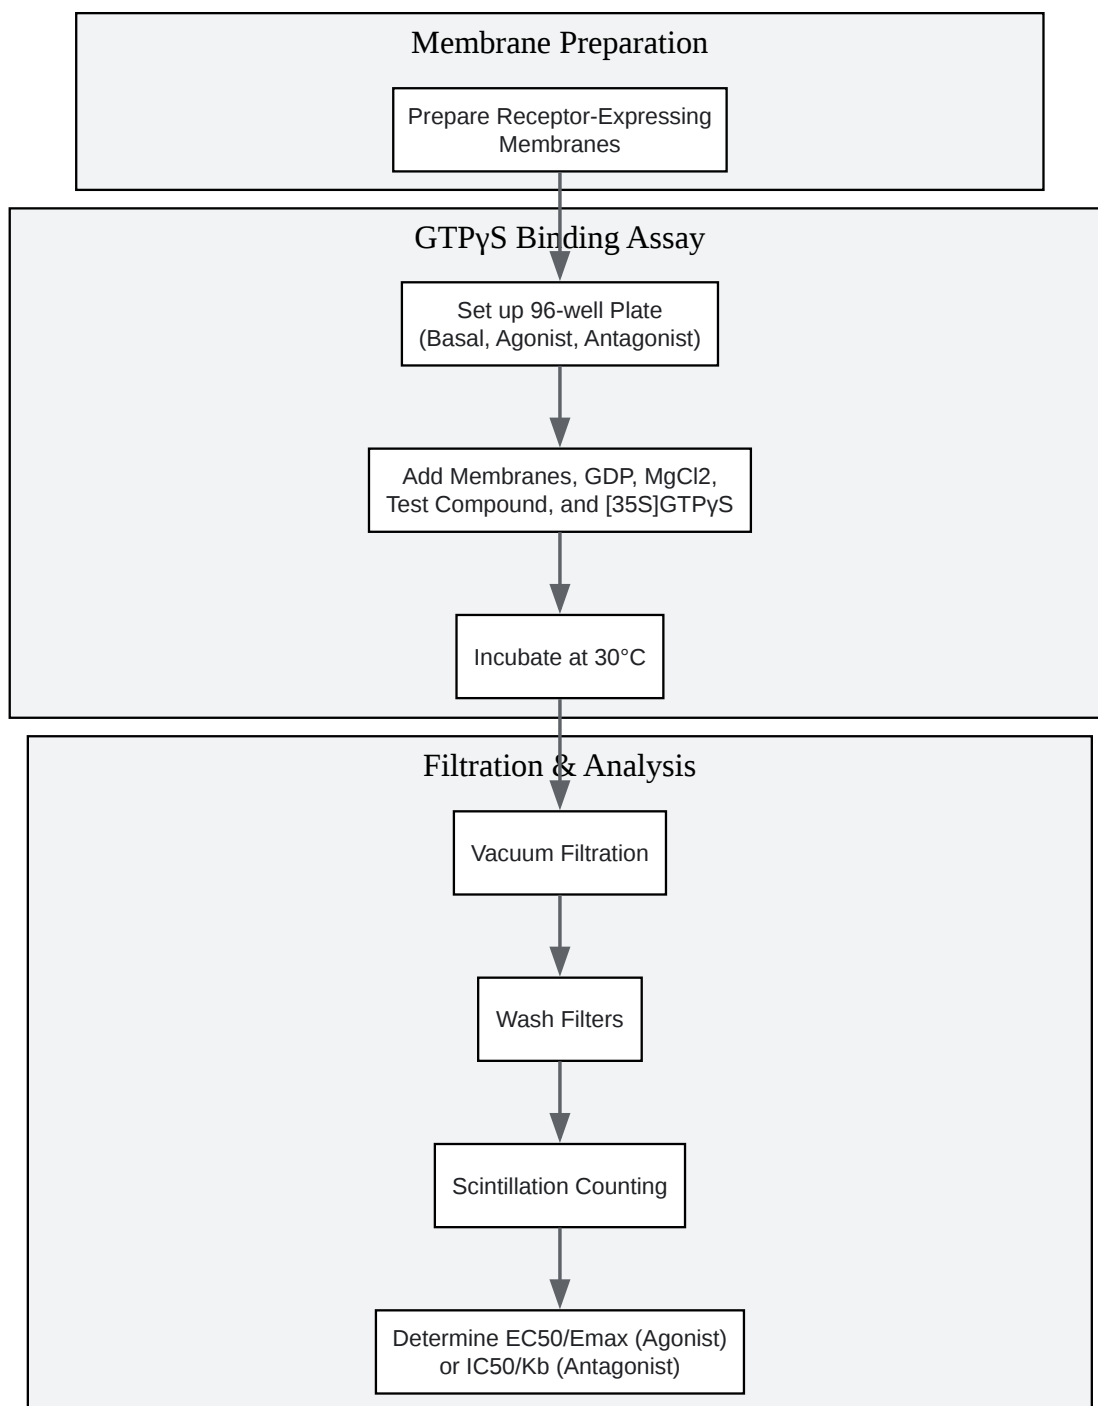 Membrane Preparation
Prepare Receptor-Expressing
Membranes
GTPγS Binding Assay
Set up 96-well Plate
(Basal, Agonist, Antagonist)
Add Membranes, GDP, MgCl2,
Test Compound, and [35S]GTPγS
Incubate at 30°C
Filtration & Analysis
Vacuum Filtration
Wash Filters
Scintillation Counting
Determine EC50/Emax (Agonist)
or IC50/Kb (Antagonist)